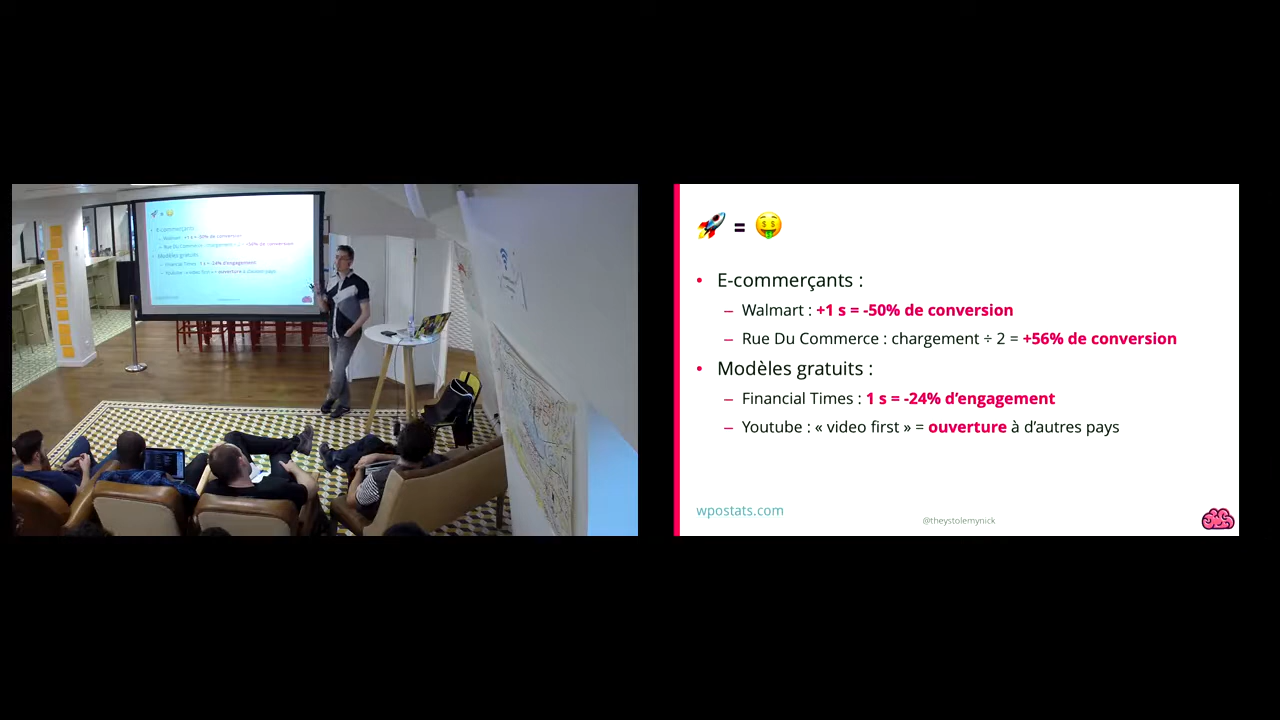 🚀 = 🤑
• E-commerçants :
– Walmart : +1 s = -50% de conversion
– Rue Du Commerce : chargement ÷ 2 = +56% de conversion
• Modèles gratuits :
– Financial Times : 1 s = -24% d’engagement
– Youtube : « video first » = ouverture à d’autres pays
wpostats.com
@theystolemynick